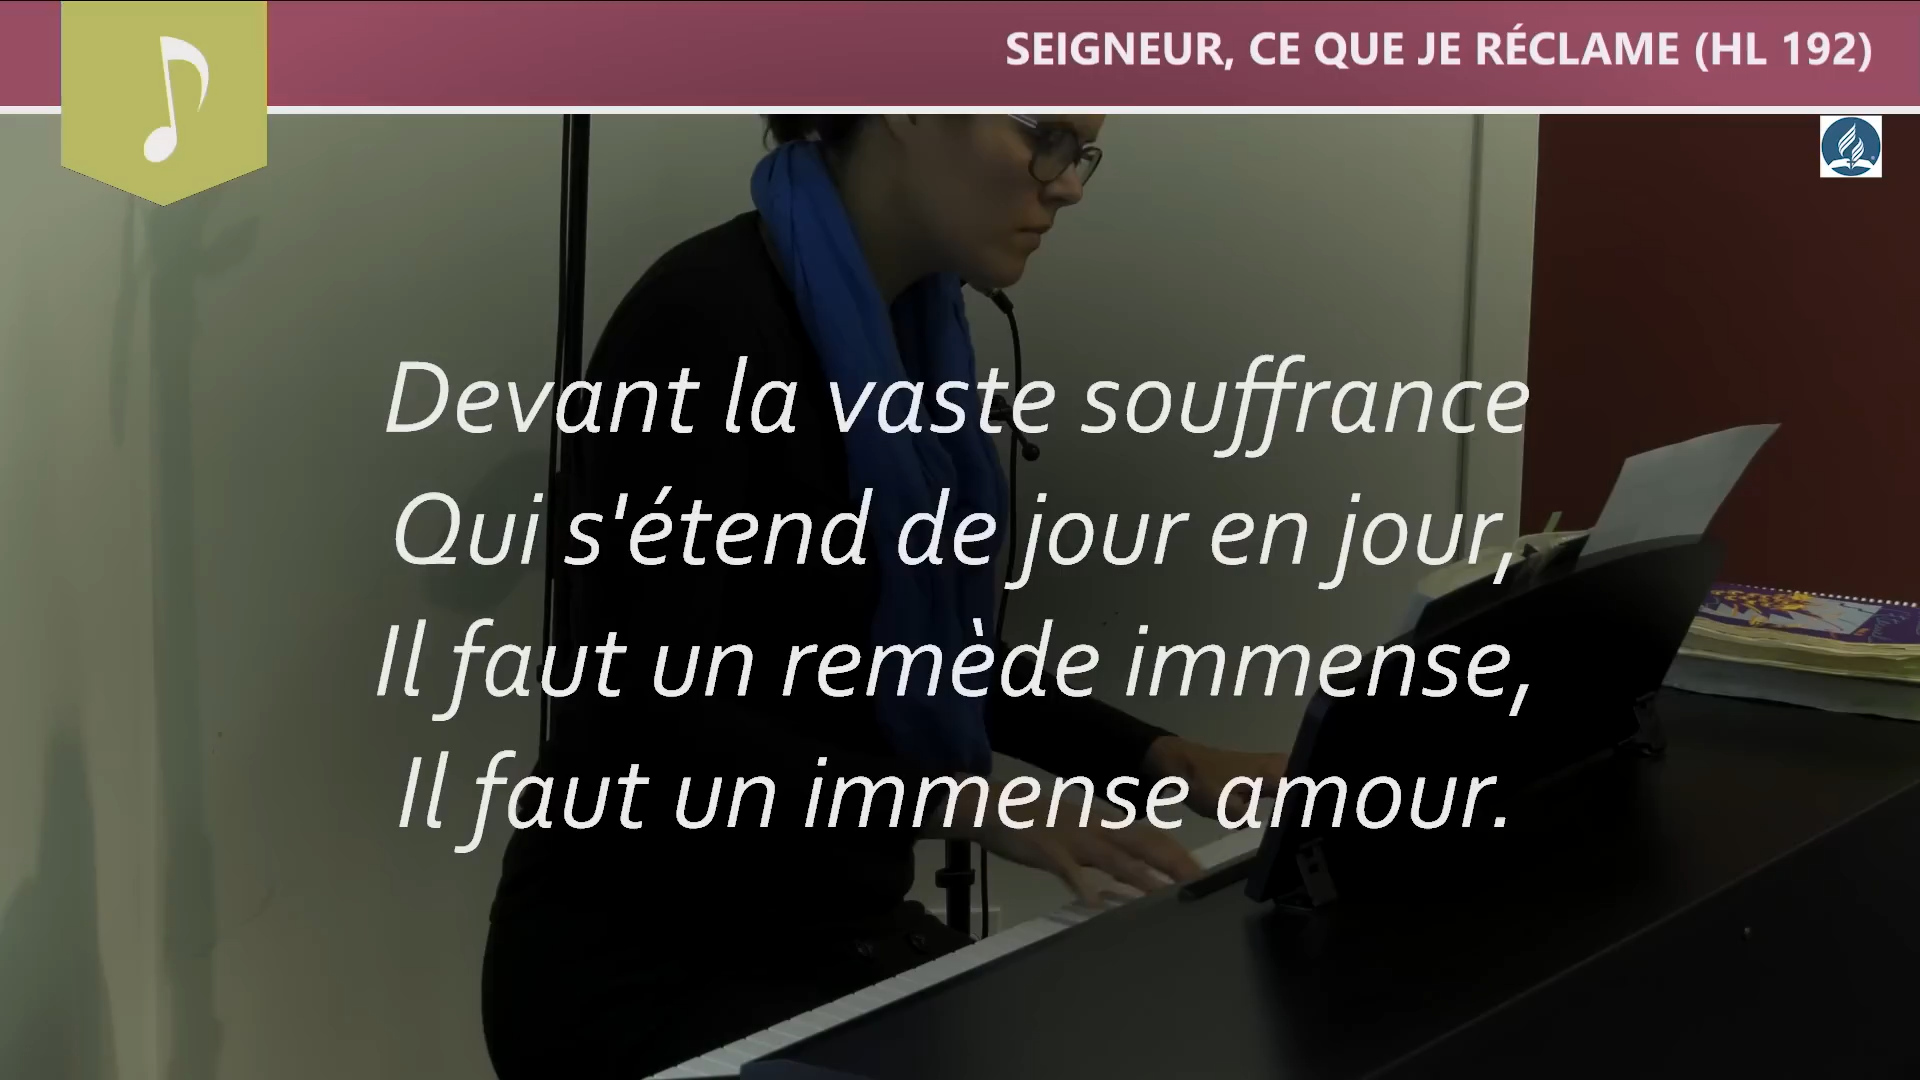 SEIGNEUR, CE QUE JE RÉCLAME (HL 192)
Devant la vaste souffrance
Qui s'étend de jour en jour,
Il faut un remède immense,
Il faut un immense amour.